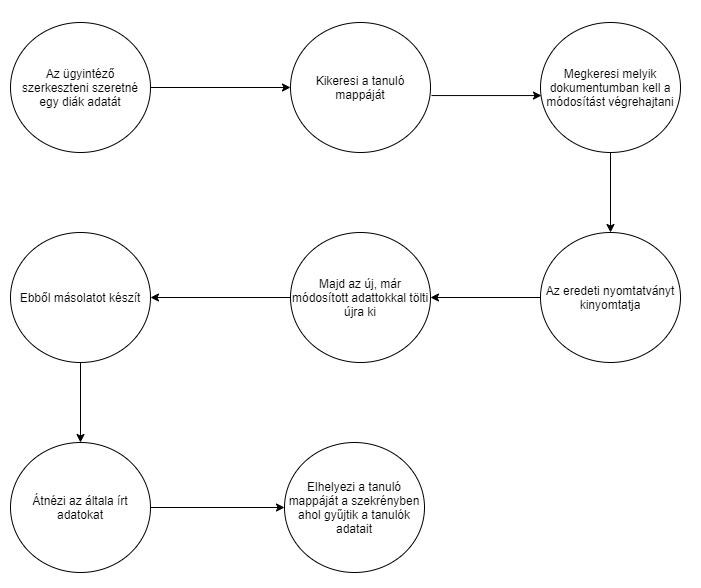 Az ügyintéző
szerkeszteni szeretné
egy diák adatát
Kikeresi a tanuló
mappáját
Megkeresi melyik
dokumentumban kell a
módosítást végrehajtani
Az eredeti nyomtatványt
kinyomtatja
Majd az új, már
módosított adattokkal tölti
újra ki
Ebből másolatot készít
Átnézi az általa írt
adatokat
Elhelyezi a tanuló
mappáját a szekrényben
ahol gyűjtik a tanulók
adatait